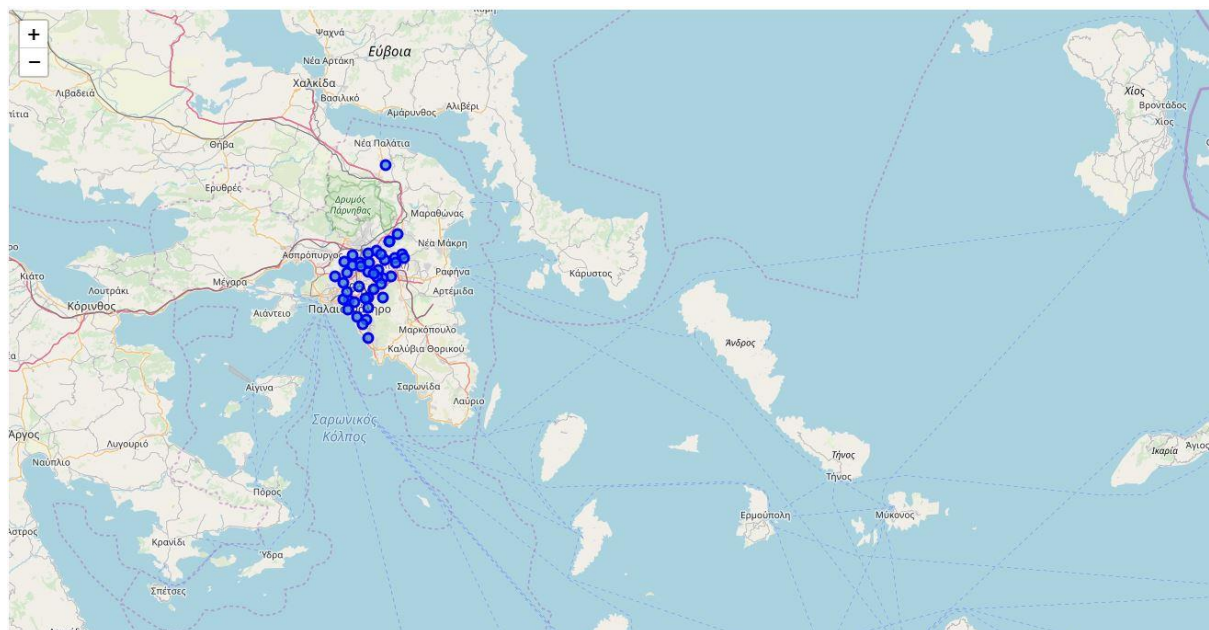 +
−
Ψαχνά
Εύβοια
Νέα Αρτάκη
Χαλκίδα
Λιβαδειά
Βασιλικό
Αλιβέρι
Αμάρυνθος
Χίος
Βροντάδος
Χίος
Θήβα
Νέα Παλάτια
Ερυθρές
Δρυμός
Πάρνηθας
Μαραθώνας
Νέα Μάκρη
Ασπρόπυργος
Ραφήνα
Κάρυστος
Κιάτο
Μέγαρα
Λουτράκι
Αρτέμιδα
Κόρινθος
Αιάντειο
Μαρκόπουλο
Άνδρος
Καλύβια Θορικού
Αίγινα
Σαρωνίδα
Λαύριο
Σαρωνικός
Κόλπος
Άργος
Λυγουριό
Ναύπλιο
Τήνος
Τήνος
Ικαρία
Άγιος
Πόρος
Ερμούπολη
Μύκονος
Άστρος
Κρανίδι
Ύδρα
Σπέτσες